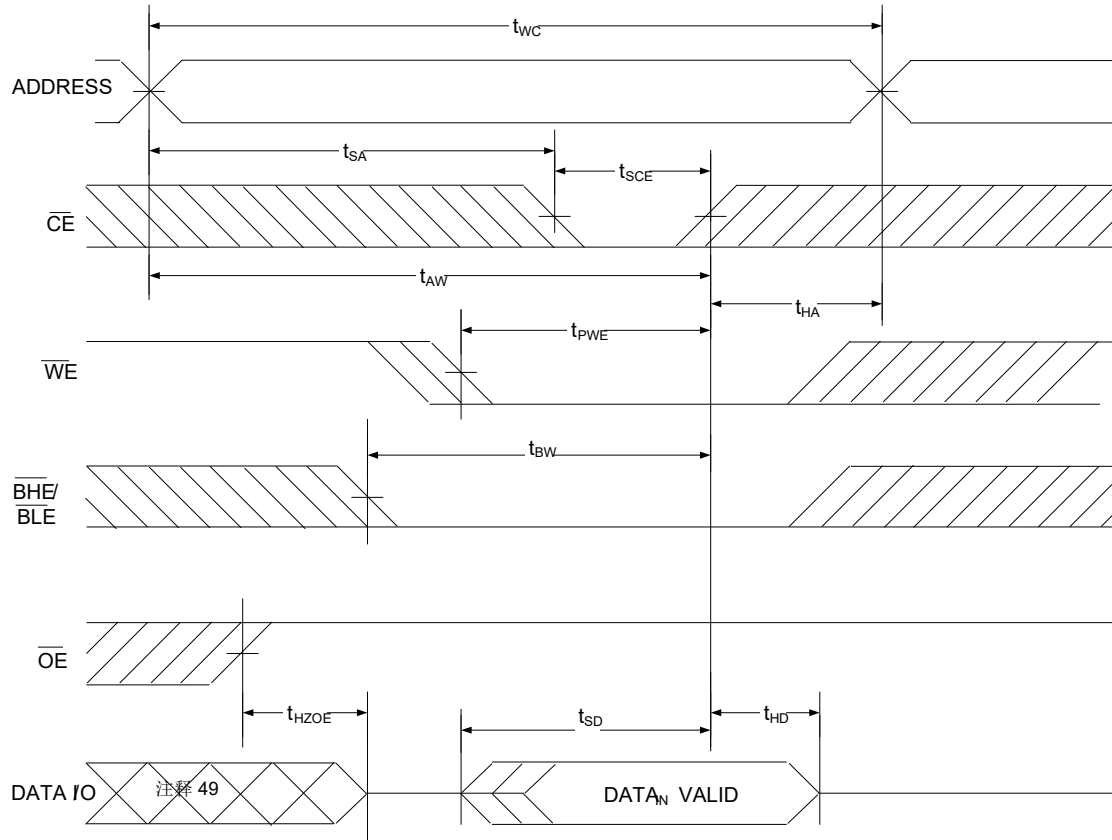 tWC
ADDRESS
tSA
tSCE
CE
tAW
tHA
tPWE
WE
tBW
BHE/
BLE
OE
tHZOE
tSD
tHD
DATA I/O
注释 49
DATAIN VALID